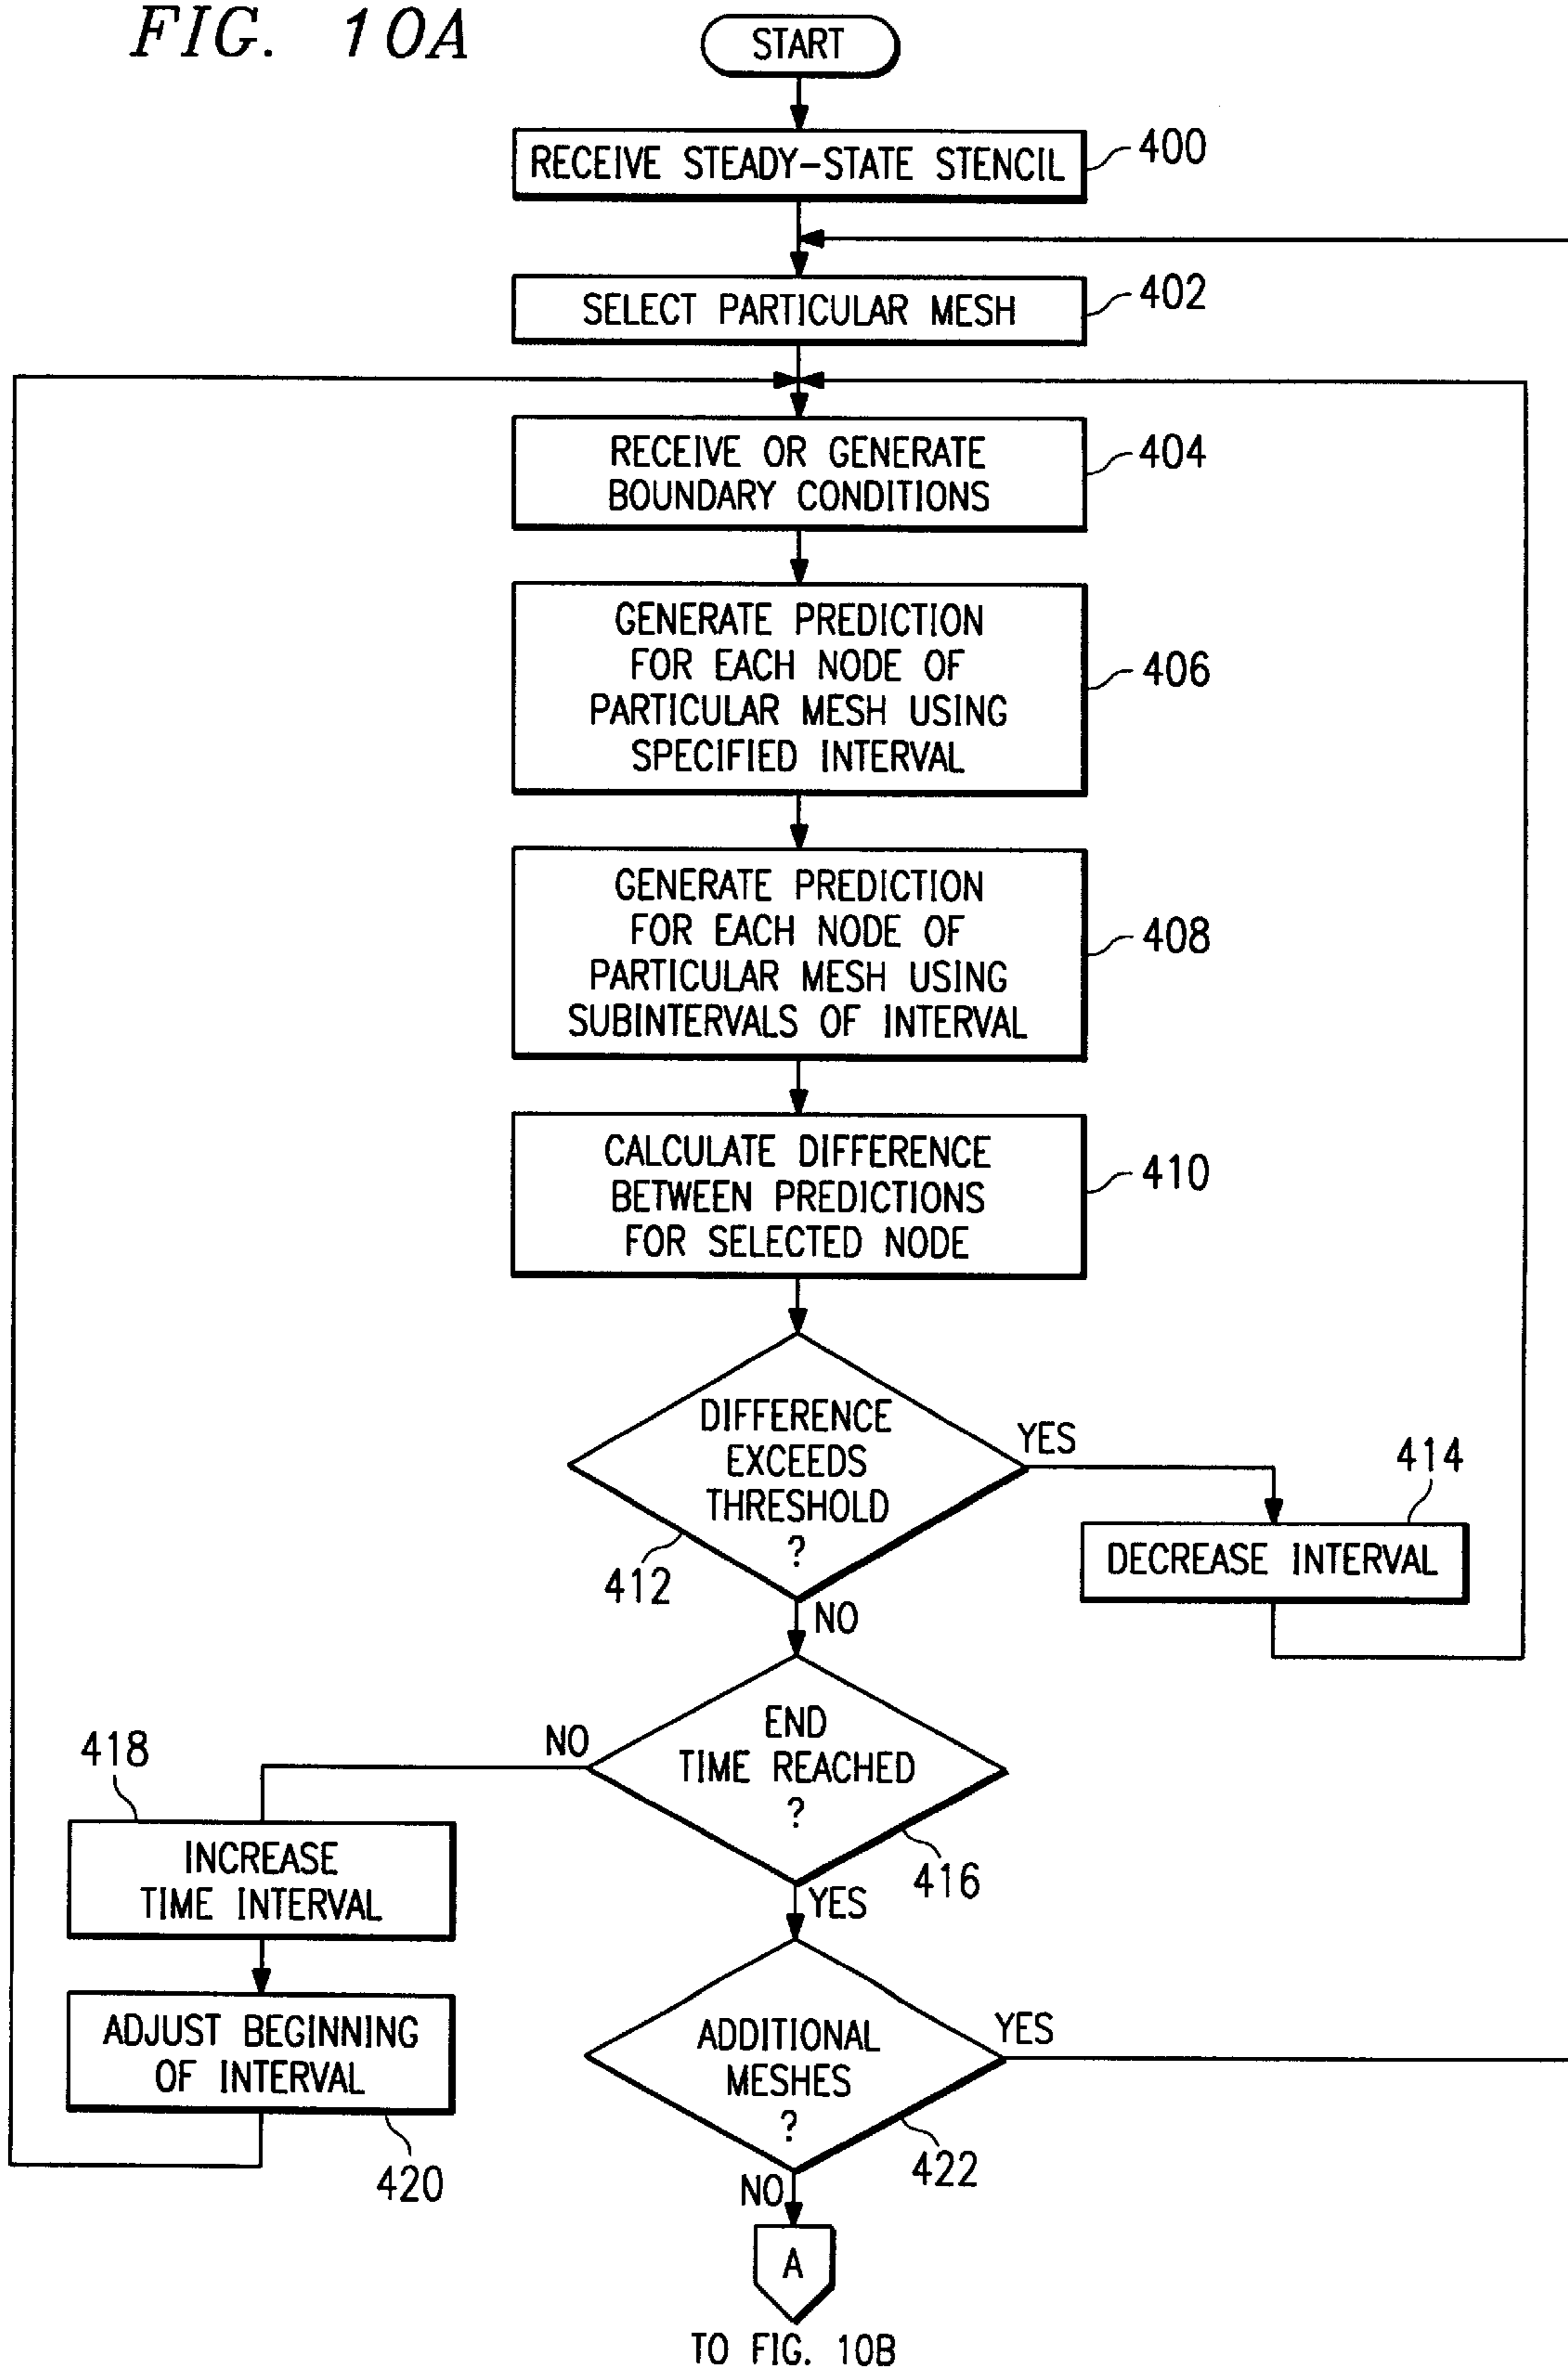 FIG. 10A
START
RECEIVE STEADY-STATE STENCIL
400
SELECT PARTICULAR MESH
402
RECEIVE OR GENERATE
BOUNDARY CONDITIONS
404
GENERATE PREDICTION
FOR EACH NODE OF
PARTICULAR MESH USING
SPECIFIED INTERVAL
406
GENERATE PREDICTION
FOR EACH NODE OF
PARTICULAR MESH USING
SUBINTERVALS OF INTERVAL
408
CALCULATE DIFFERENCE
BETWEEN PREDICTIONS
FOR SELECTED NODE
410
DIFFERENCE
EXCEEDS
THRESHOLD
?
412
YES
414
DECREASE INTERVAL
NO
END
TIME REACHED
?
416
NO
418
INCREASE
TIME INTERVAL
ADJUST BEGINNING
OF INTERVAL
420
YES
ADDITIONAL
MESHES
?
422
YES
NO
A
TO FIG. 10B